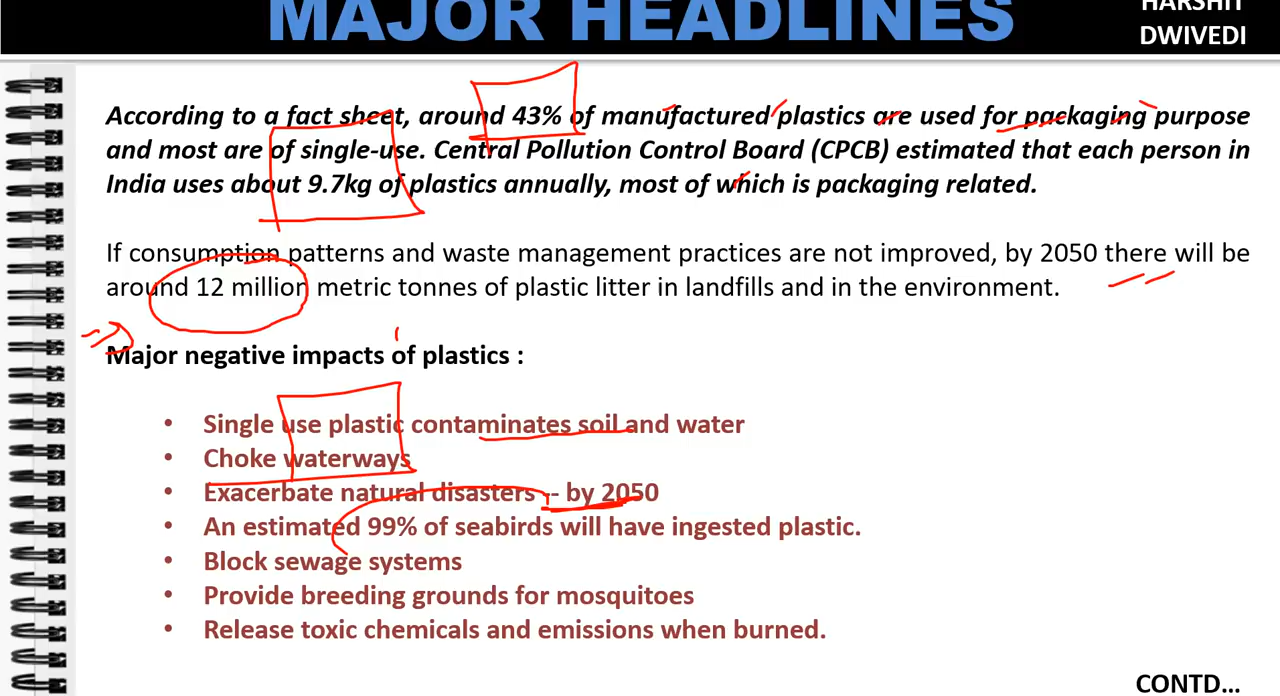 MAJOR HEADLINES
HARSHIT
DWIVEDI
According to a fact sheet, around 43% of manufactured plastics are used for packaging purpose
and most are of single-use. Central Pollution Control Board (CPCB) estimated that each person in
India uses about 9.7kg of plastics annually, most of which is packaging related.
If consumption patterns and waste management practices are not improved, by 2050 there will be
around 12 million metric tonnes of plastic litter in landfills and in the environment.
Major negative impacts of plastics :
• Single use plastic contaminates soil and water
• Choke waterways
• Exacerbate natural disasters -- by 2050
• An estimated 99% of seabirds will have ingested plastic.
• Block sewage systems
• Provide breeding grounds for mosquitoes
• Release toxic chemicals and emissions when burned.
CONTD...